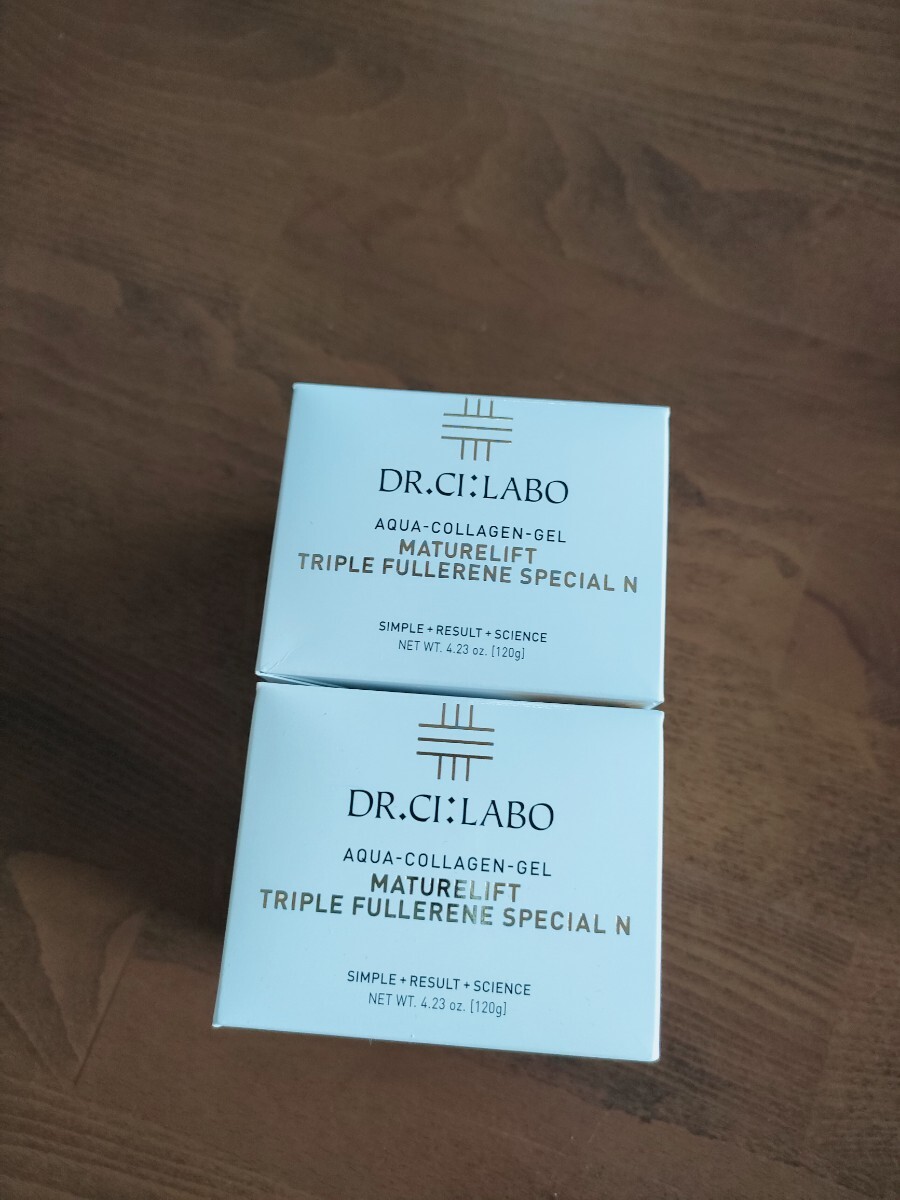 DR.CI:LABO
AQUA-COLLAGEN-GEL
MATURELIFT
TRIPLE FULLERENE SPECIAL N
SIMPLE+RESULT+SCIENCE
NET WT. 4.23 oz. [120g]
DR.CI:LABO
AQUA-COLLAGEN-GEL
MATURELIFT
TRIPLE FULLERENE SPECIAL N
SIMPLE+RESULT+SCIENCE
NET WT. 4.23 oz. [120g]